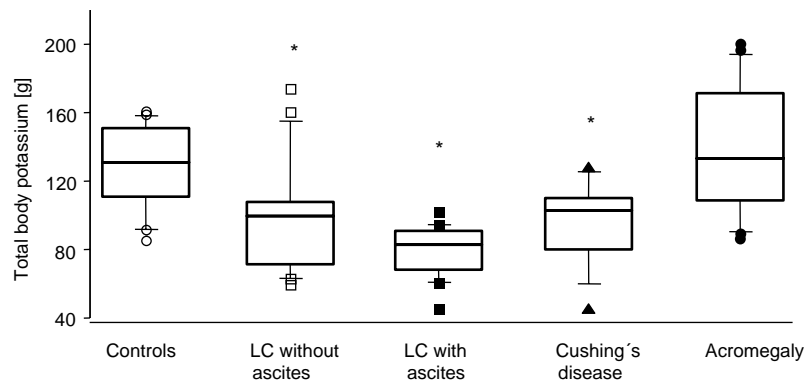 Total body potassium [g]
200
160
120
80
40
*
*
*
*
Controls
LC without
ascites
LC with
ascites
Cushing´s
disease
Acromegaly